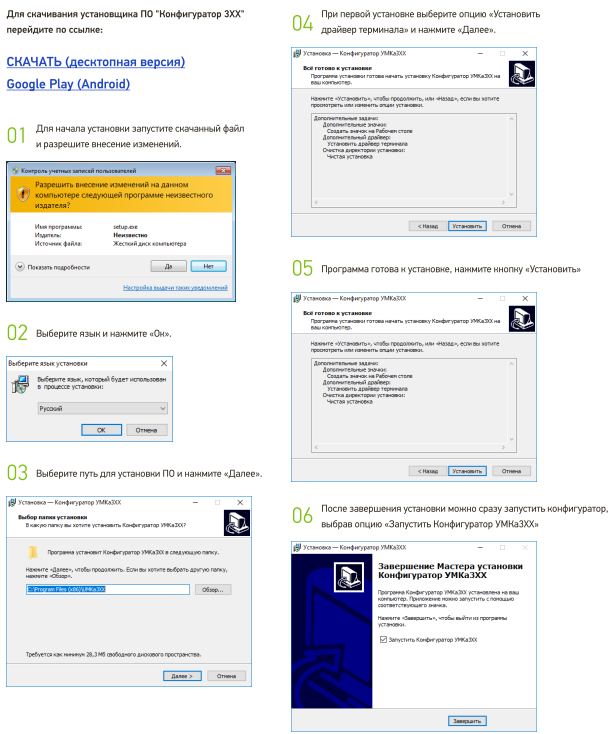 Для скачивания установщика ПО "Конфигуратор 3XX"
перейдите по ссылке:
СКАЧАТЬ (десктопная версия)
Google Play (Android)
01 Для начала установки запустите скачанный файл
и разрешите внесение изменений.
Контроль учетных записей пользователей
Разрешить внесение изменений на данном
компьютере следующей программе неизвестного
издателя?
Имя программы: setup.exe
Издатель: Неизвестно
Источник файла: Жесткий диск компьютера
Показать подробности
Да
Нет
Настройка выдачи таких уведомлений
02 Выберите язык и нажмите «Ок».
Выберите язык установки
Выберите язык, который будет использован
в процессе установки:
Русский
ОК
Отмена
03 Выберите путь для установки ПО и нажмите «Далее».
Установка — Конфигуратор УМКа3XX
Выбор папки установки
В какую папку вы хотите установить Конфигуратор УМКа3XX?
Программа установит Конфигуратор УМКа3XX в следующую папку.
Нажмите «Далее», чтобы продолжить. Если вы хотите выбрать другую папку,
нажмите «Обзор».
C:\Program Files (x86)\UMKa3XX
Обзор...
Требуется как минимум 28,3 Мб свободного дискового пространства.
Далее >
Отмена
04 При первой установке выберите опцию «Установить
драйвер терминала» и нажмите «Далее».
Установка — Конфигуратор УМКа3XX
Всё готово к установке
Программа установки готова начать установку Конфигуратор УМКа3XX на
ваш компьютер.
Нажмите «Установить», чтобы продолжить, или «Назад», если вы хотите
просмотреть или изменить опции установки.
Дополнительные задачи:
Дополнительные значки:
Создать значок на Рабочем столе
Дополнительный драйвер:
Установить драйвер терминала
Очистка директории установки:
Чистая установка
< Назад
Установить
Отмена
05 Программа готова к установке, нажмите кнопку «Установить»
Установка — Конфигуратор УМКа3XX
Всё готово к установке
Программа установки готова начать установку Конфигуратор УМКа3XX на
ваш компьютер.
Нажмите «Установить», чтобы продолжить, или «Назад», если вы хотите
просмотреть или изменить опции установки.
Дополнительные задачи:
Дополнительные значки:
Создать значок на Рабочем столе
Дополнительный драйвер:
Установить драйвер терминала
Очистка директории установки:
Чистая установка
< Назад
Установить
Отмена
06 После завершения установки можно сразу запустить конфигуратор,
выбрав опцию «Запустить Конфигуратор УМКа3XX»
Установка — Конфигуратор УМКа3XX
Завершение Мастера установки
Конфигуратор УМКа3XX
Программа Конфигуратор УМКа3XX установлена на ваш
компьютер. Приложение можно запустить с помощью
соответствующего значка.
Нажмите «Завершить», чтобы выйти из программы
установки.
Запустить Конфигуратор УМКа3XX
Завершить